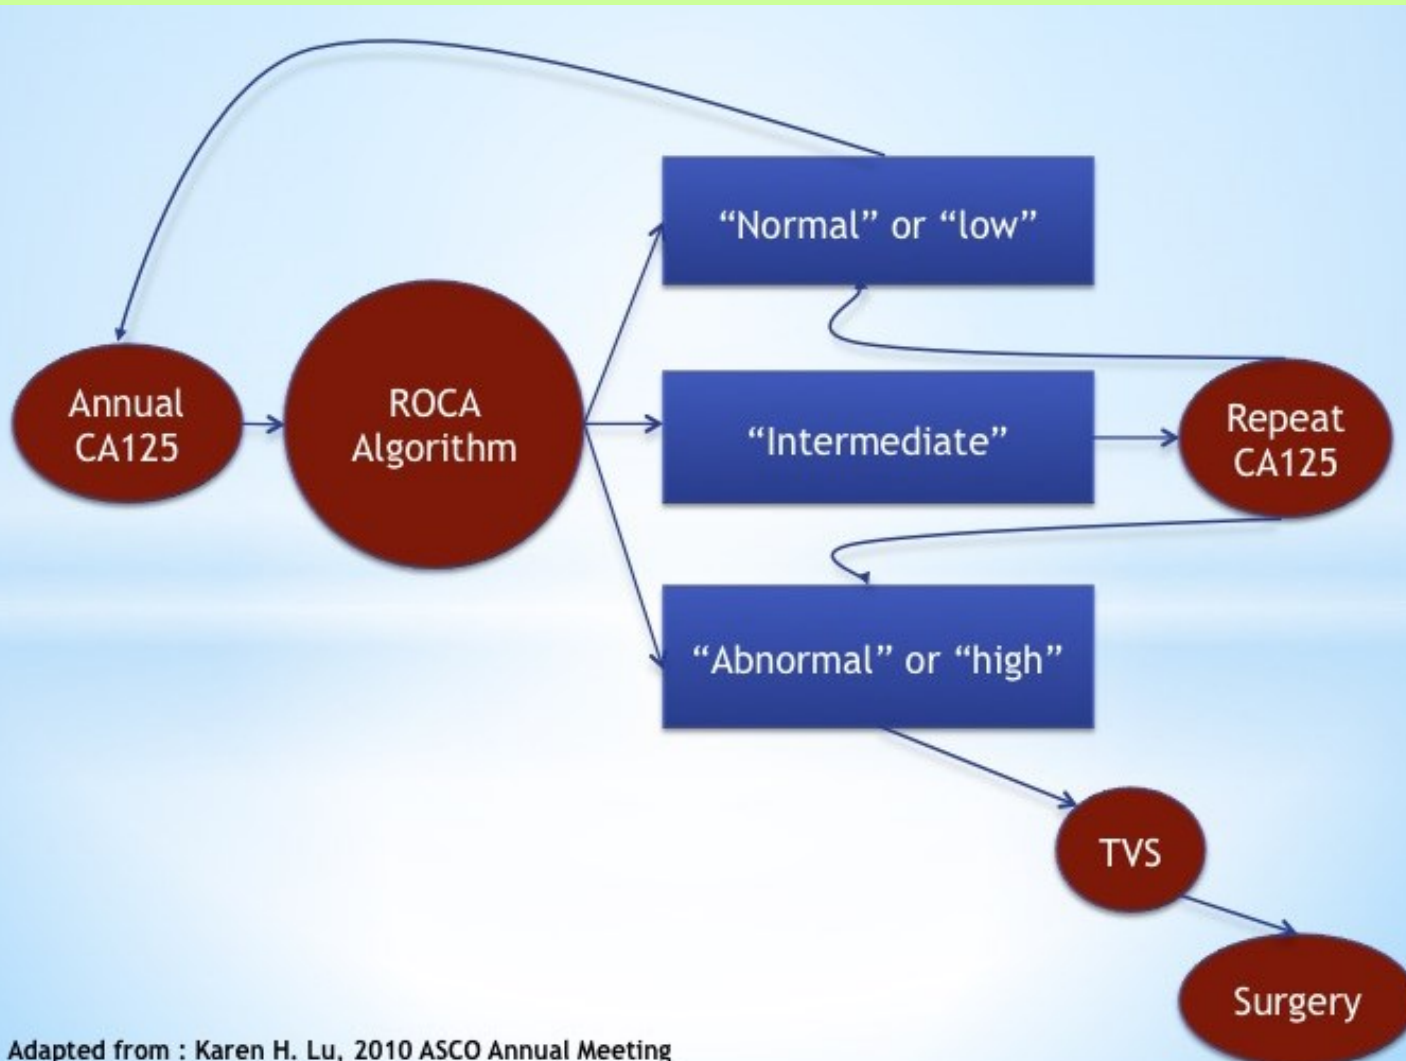 “Normal” or “low”
Annual
CA125
ROCA
Algorithm
“Intermediate”
Repeat
CA125
“Abnormal” or “high”
TVS
Surgery
Adapted from : Karen H. Lu, 2010 ASCO Annual Meeting